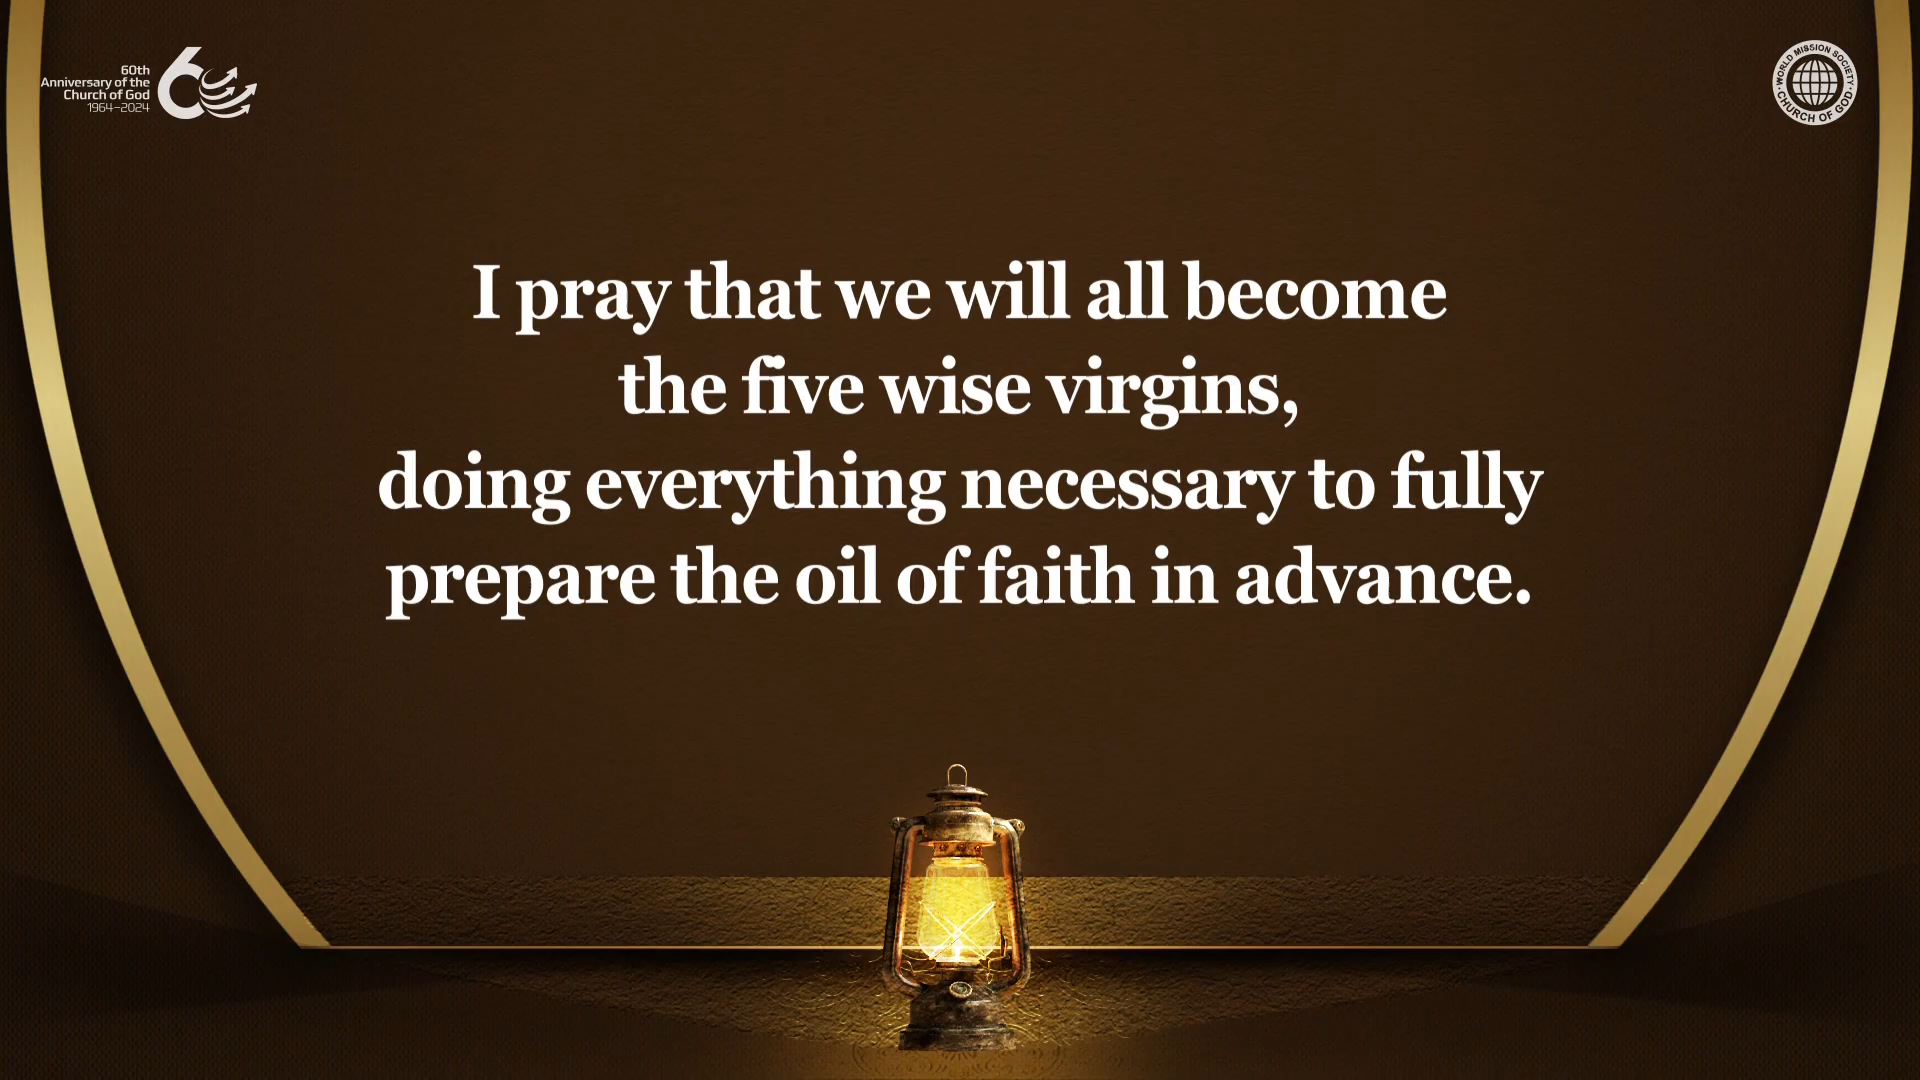 60th
Anniversary of the
Church of God
1964–2024
WORLD MISSION SOCIETY
CHURCH OF GOD
I pray that we will all become
the five wise virgins,
doing everything necessary to fully
prepare the oil of faith in advance.